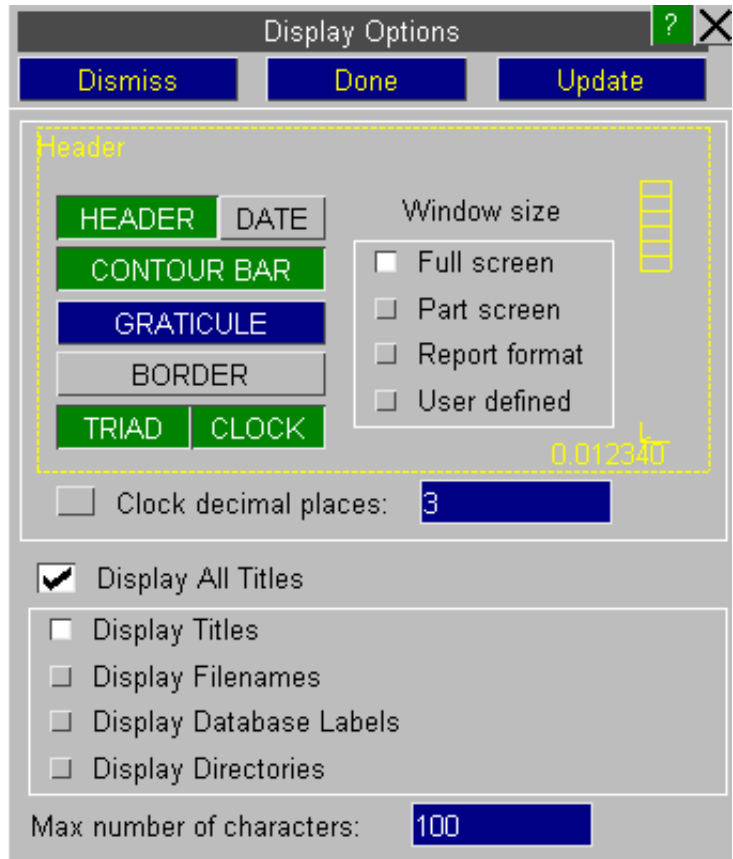 Display Options ?
Dismiss Done Update
Header
HEADER DATE Window size
CONTOUR BAR Full screen
GRATICULE Part screen
BORDER Report format
TRIAD CLOCK User defined
0.012340
Clock decimal places: 3
Display All Titles
Display Titles
Display Filenames
Display Database Labels
Display Directories
Max number of characters: 100